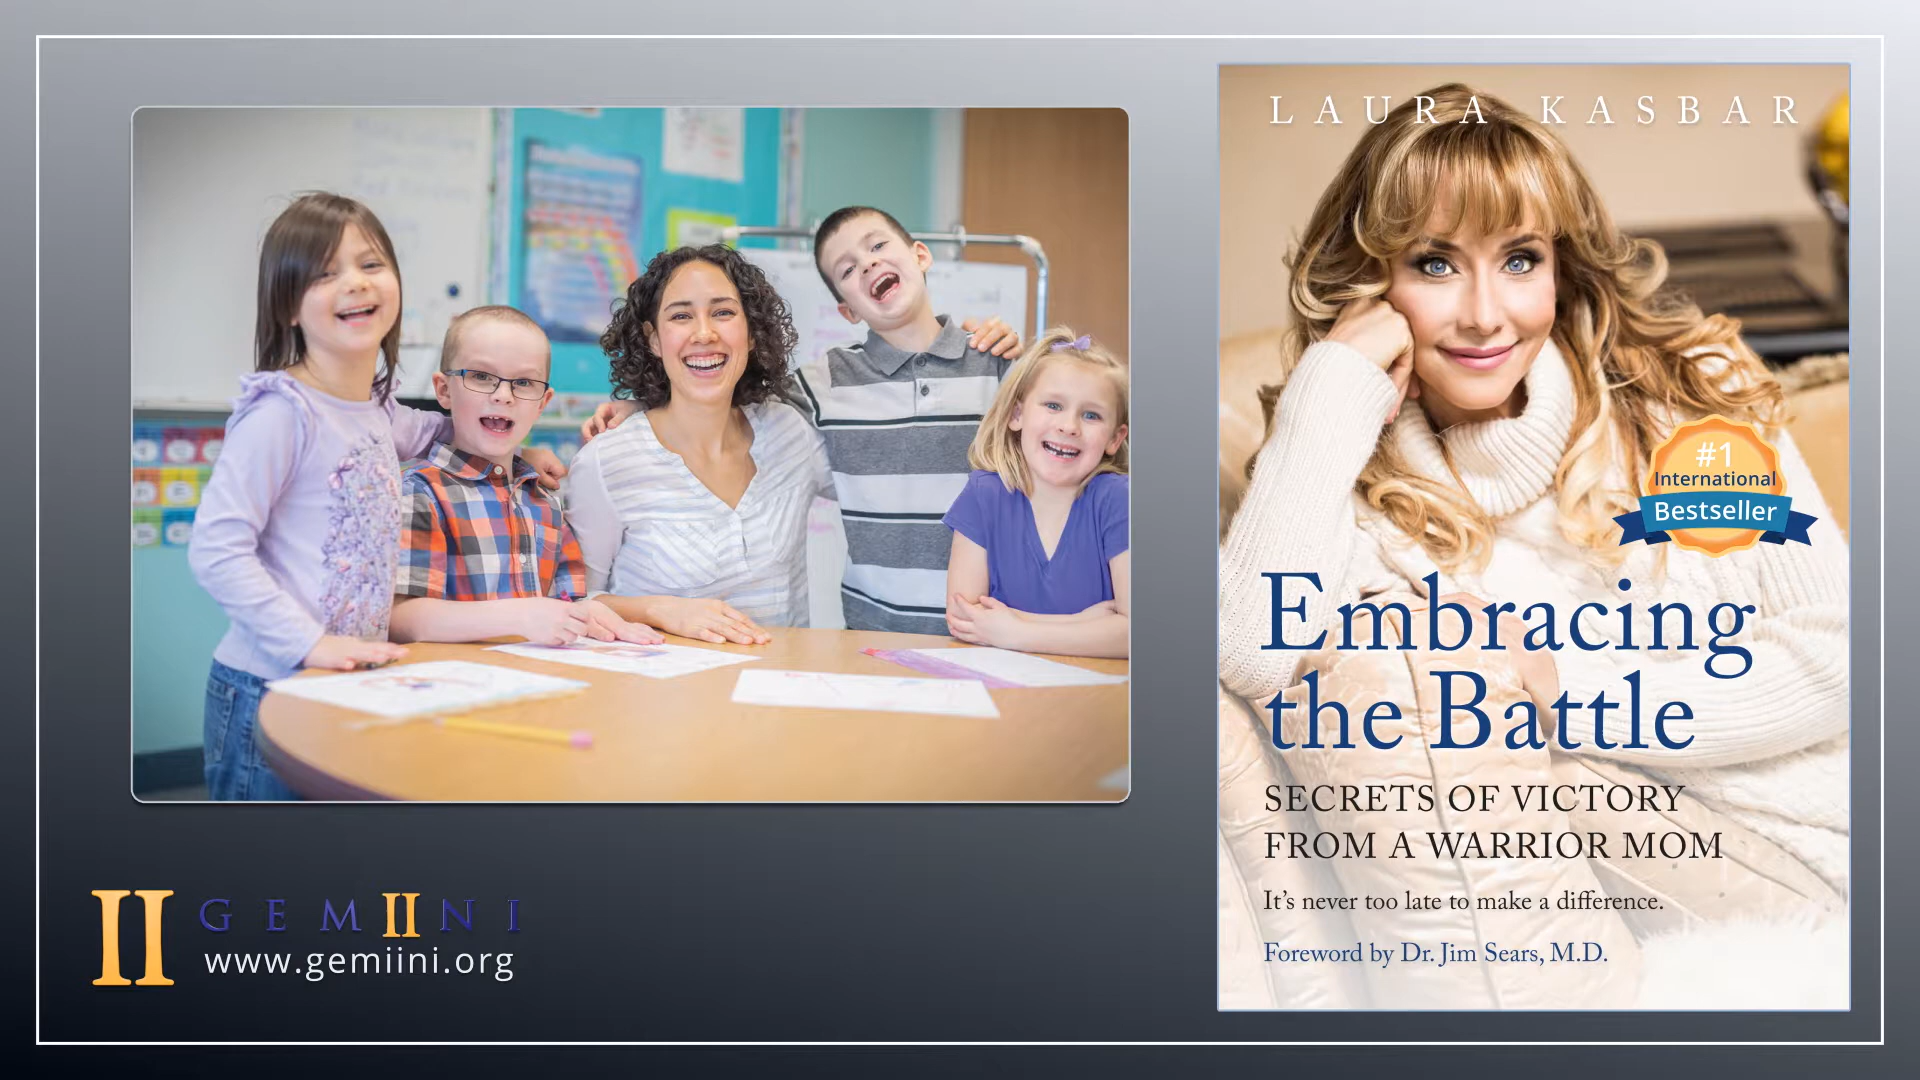 LAURA KASBAR
#1
International
Bestseller
Embracing
the Battle
SECRETS OF VICTORY
FROM A WARRIOR MOM
It's never too late to make a difference.
Foreword by Dr. Jim Sears, M.D.
II GEMIINI
www.gemiini.org